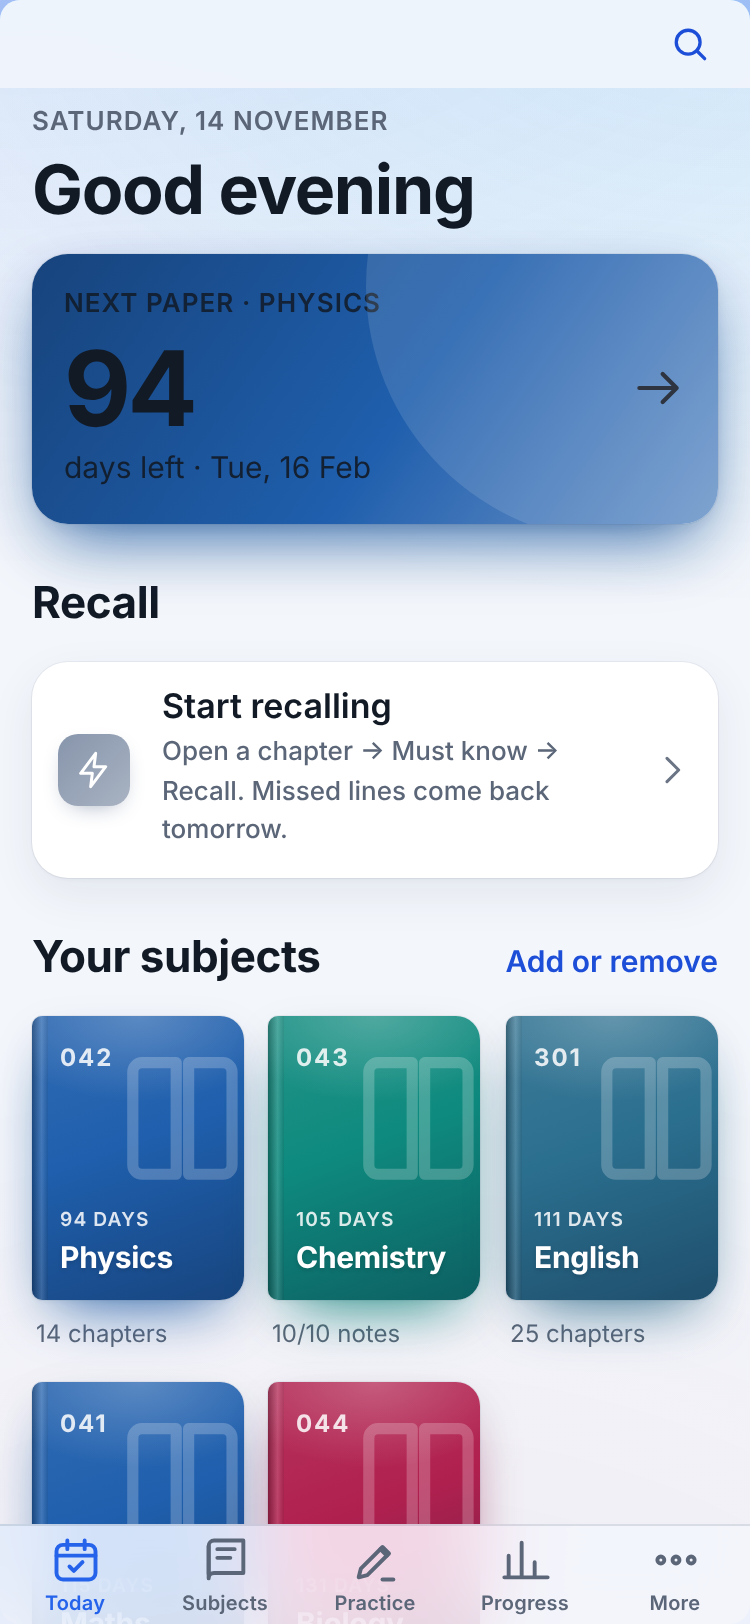 SATURDAY, 14 NOVEMBER
Good evening
NEXT PAPER · PHYSICS
94
days left · Tue, 16 Feb
Recall
Start recalling
Open a chapter → Must know →
Recall. Missed lines come back
tomorrow.
Your subjects
Add or remove
042
94 DAYS
Physics
14 chapters
043
105 DAYS
Chemistry
10/10 notes
301
111 DAYS
English
25 chapters
041
Maths
044
Biology
Today
Subjects
Practice
Progress
More